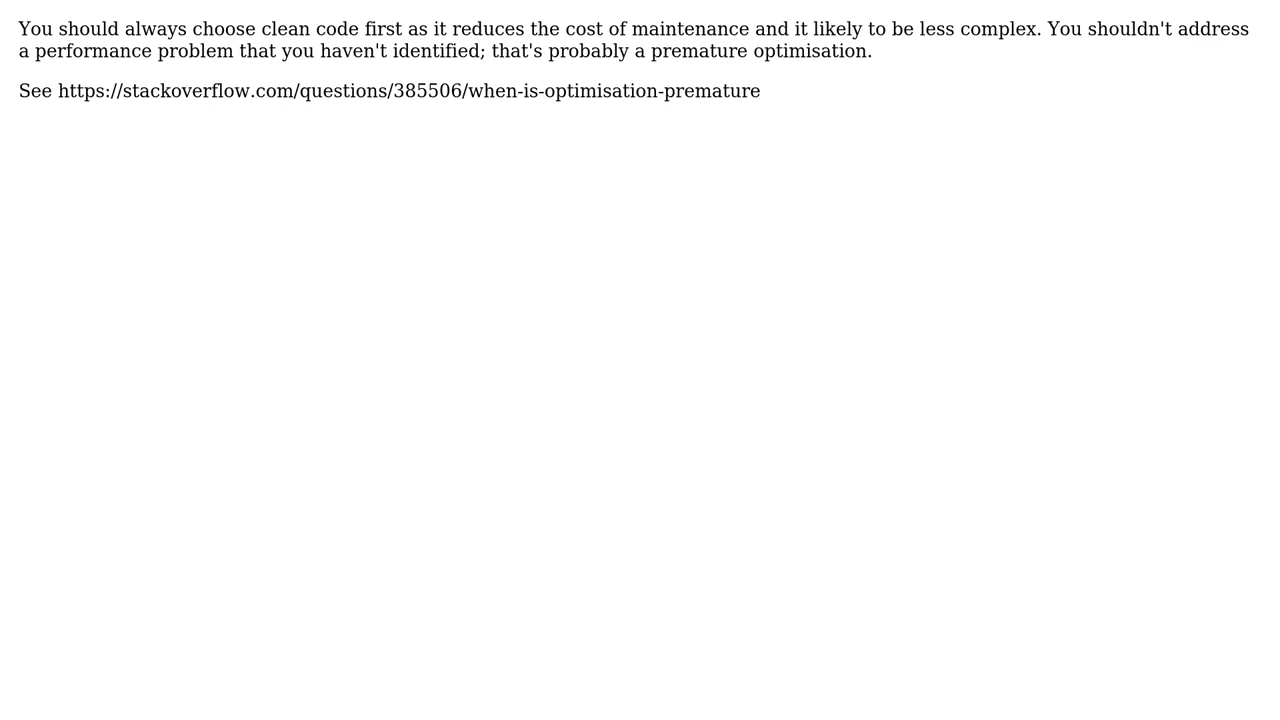 You should always choose clean code first as it reduces the cost of maintenance and it likely to be less complex. You shouldn't address
a performance problem that you haven't identified; that's probably a premature optimisation.
See https://stackoverflow.com/questions/385506/when-is-optimisation-premature